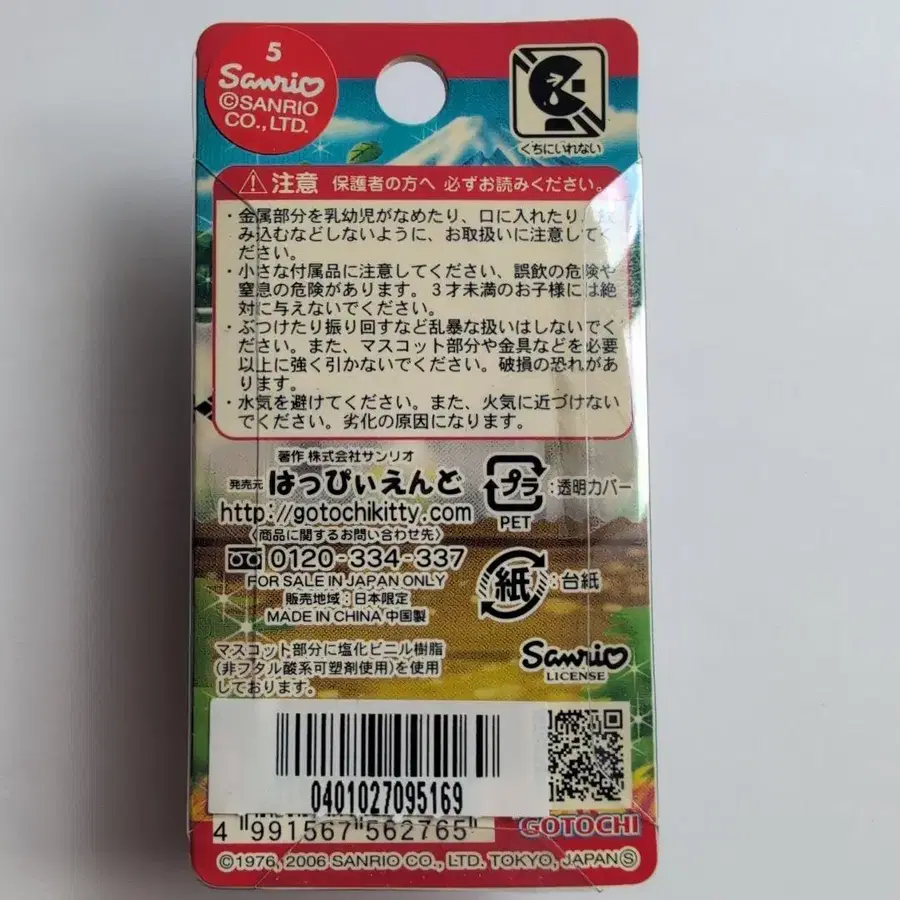 5
Sanrio
©SANRIO
CO.,LTD.
くちにいれない
注意 保護者の方へ 必ずお読みください。
・金属部分を乳幼児がなめたり、口に入れたり、飲
み込むなどしないように、お取扱いに注意してく
ださい。
・小さな付属品に注意してください、誤飲の危険や
窒息の危険があります。3才未満のお子様には絶
対に与えないでください。
・ぶつけたり振り回すなど乱暴な扱いはしないでく
ださい。また、マスコット部分や金具などを必要
以上に強く引かないでください。破損の恐れがあ
ります。
・水気を避けてください。また、火気に近づけない
でください。劣化の原因になります。
著作 株式会社サンリオ
発売元 はっぴぃえんど
http://gotochikitty.com
〈商品に関するお問い合わせ先〉
0120-334-337
FOR SALE IN JAPAN ONLY
販売地域:日本限定
MADE IN CHINA 中国製
プラ :透明カバー
PET
紙 :台紙
マスコット部分に塩化ビニル樹脂
(非フタル酸系可塑剤使用)を使用
しております。
Sanrio
LICENSE
0401027095169
4 991567 562765
GOTOCHI
©1976, 2006 SANRIO CO., LTD. TOKYO, JAPAN Ⓢ